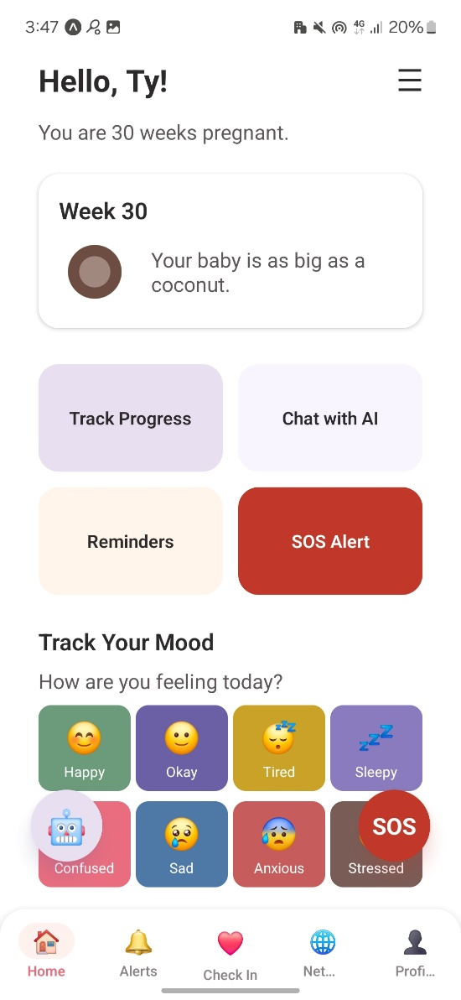 3:47 4G 20%
Hello, Ty!
You are 30 weeks pregnant.
Week 30
Your baby is as big as a
coconut.
Track Progress Chat with AI
Reminders SOS Alert
Track Your Mood
How are you feeling today?
Happy Okay Tired Sleepy
SOS
Confused Sad Anxious Stressed
Home Alerts Check In Net... Profi...